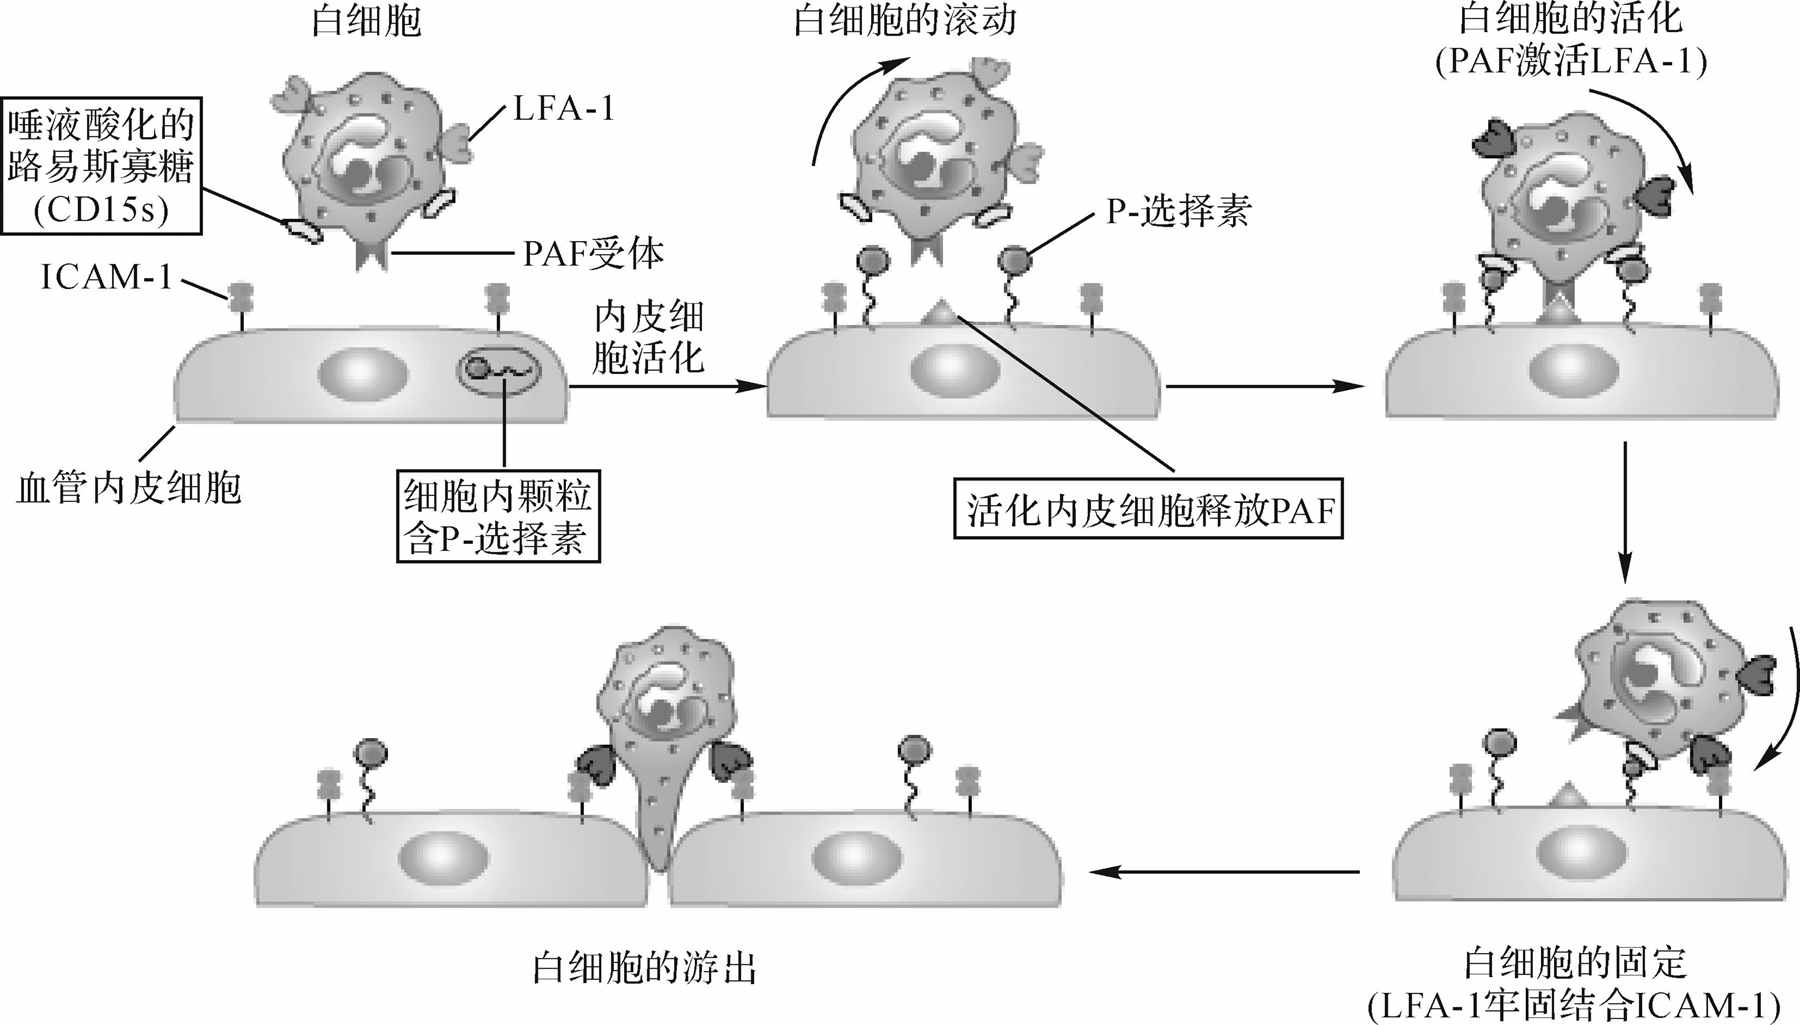 白细胞
白细胞的滚动
白细胞的活化
(PAF激活LFA-1)
唾液酸化的
路易斯寡糖
(CD15s)
LFA-1
PAF受体
ICAM-1
P-选择素
内皮细
胞活化
血管内皮细胞
细胞内颗粒
含P-选择素
活化内皮细胞释放PAF
白细胞的游出
白细胞的固定
(LFA-1牢固结合ICAM-1)